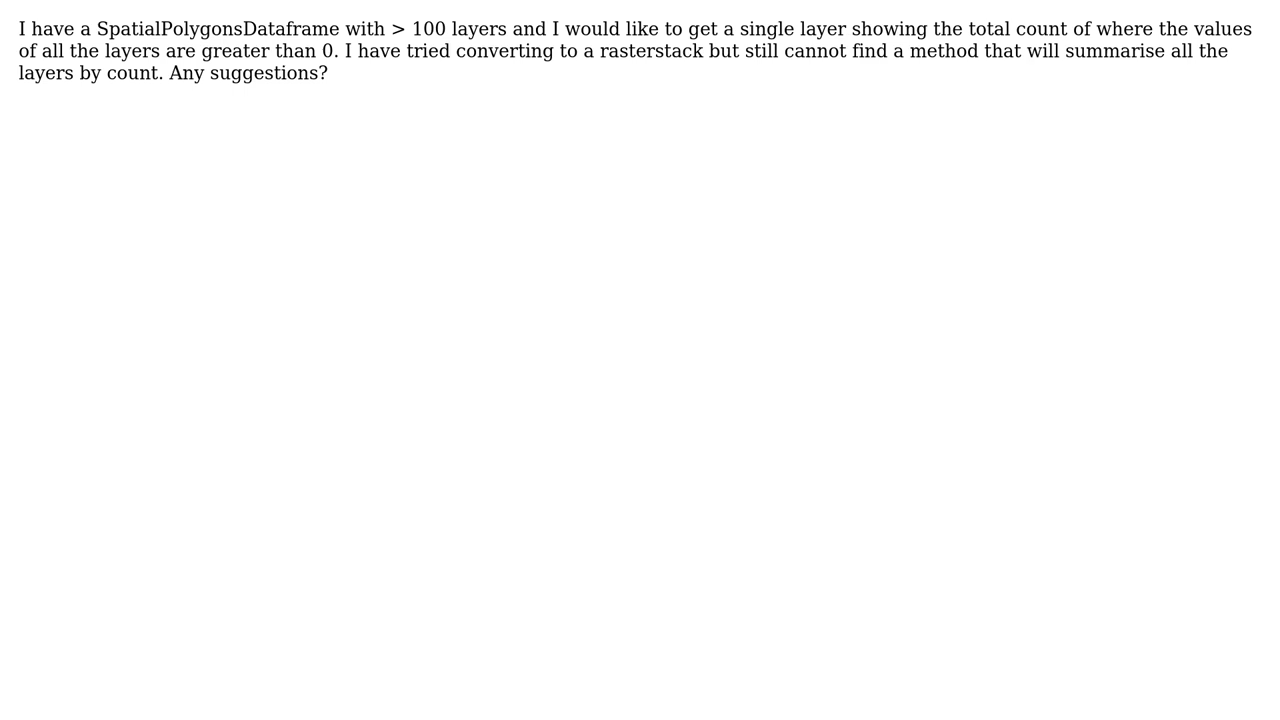 I have a SpatialPolygonsDataframe with > 100 layers and I would like to get a single layer showing the total count of where the values
of all the layers are greater than 0. I have tried converting to a rasterstack but still cannot find a method that will summarise all the
layers by count. Any suggestions?